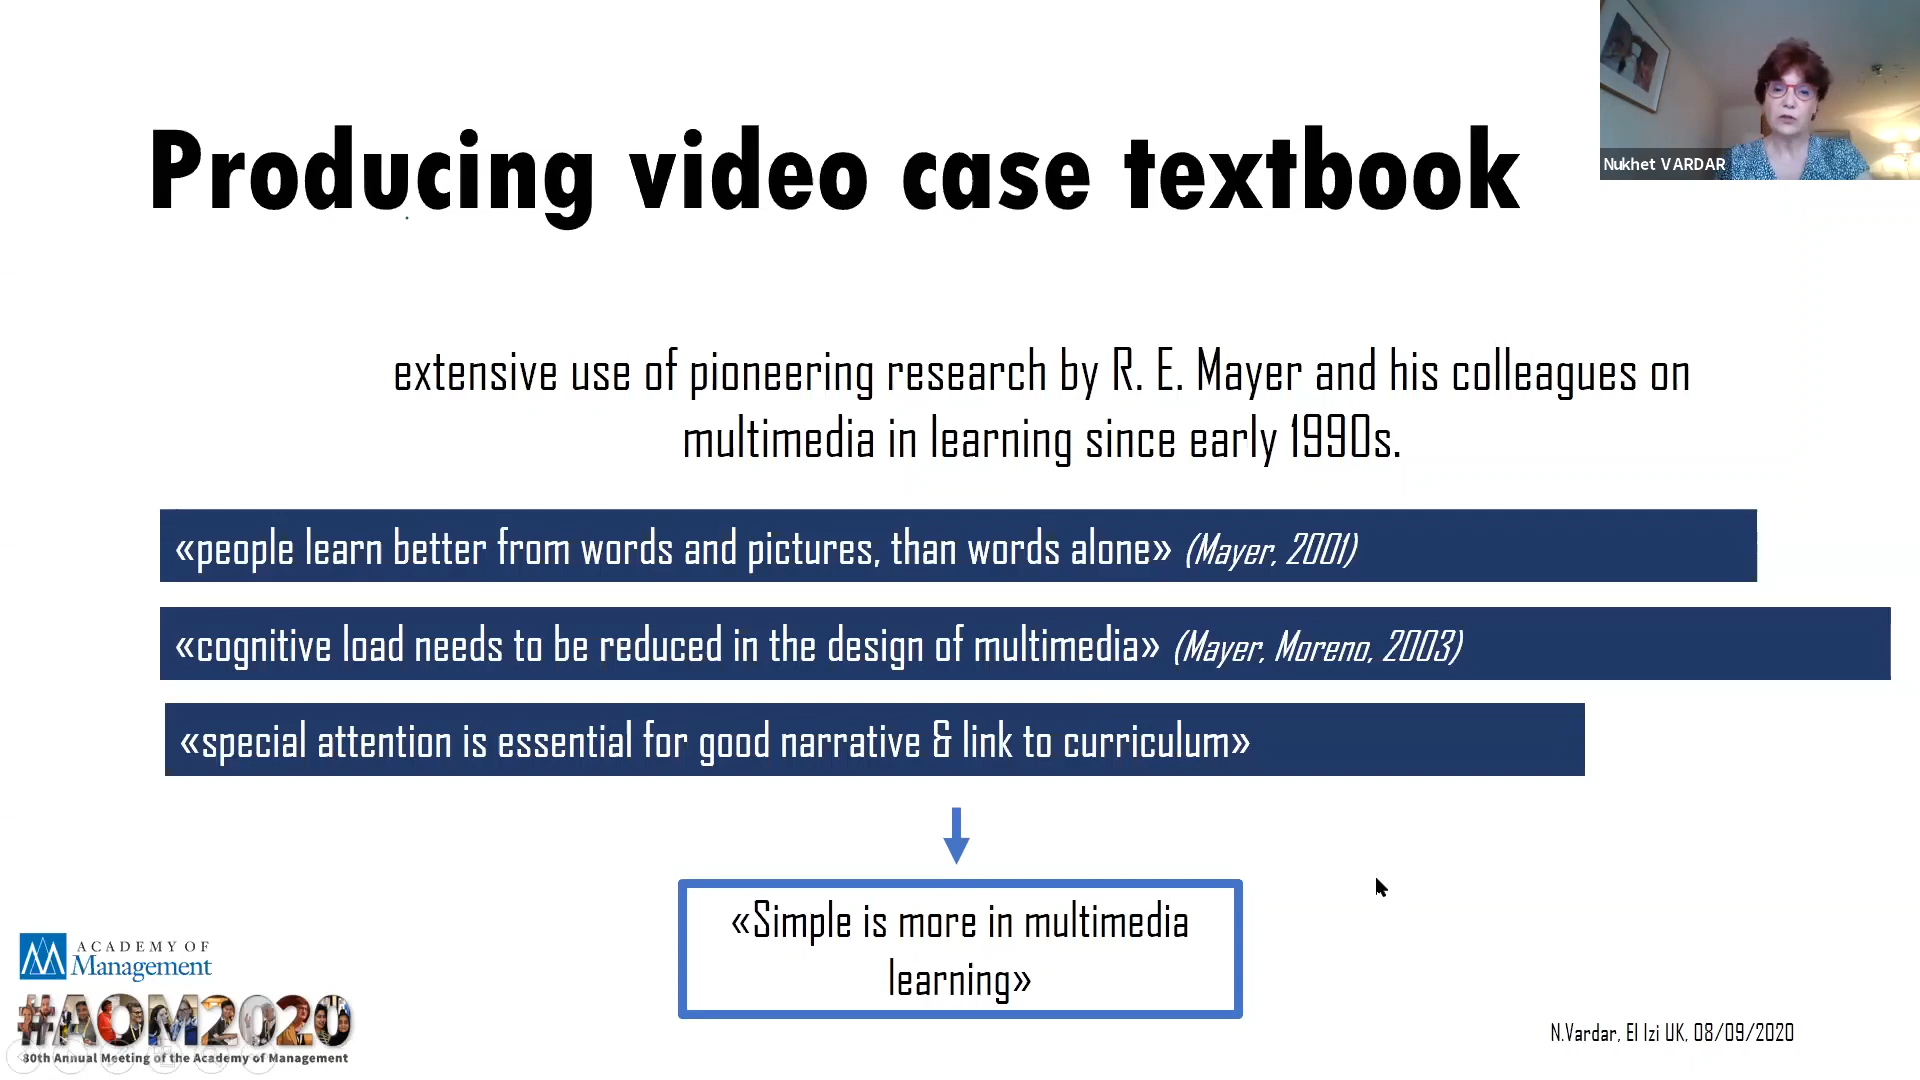 Nukhet VARDAR
Producing video case textbook
extensive use of pioneering research by R. E. Mayer and his colleagues on
multimedia in learning since early 1990s.
«people learn better from words and pictures, than words alone» (Mayer, 2001)
«cognitive load needs to be reduced in the design of multimedia» (Mayer, Moreno, 2003)
«special attention is essential for good narrative & link to curriculum»
«Simple is more in multimedia
learning»
ACADEMY OF
Management
#AOM2020
80th Annual Meeting of the Academy of Management
N.Vardar, El Izi UK, 08/09/2020